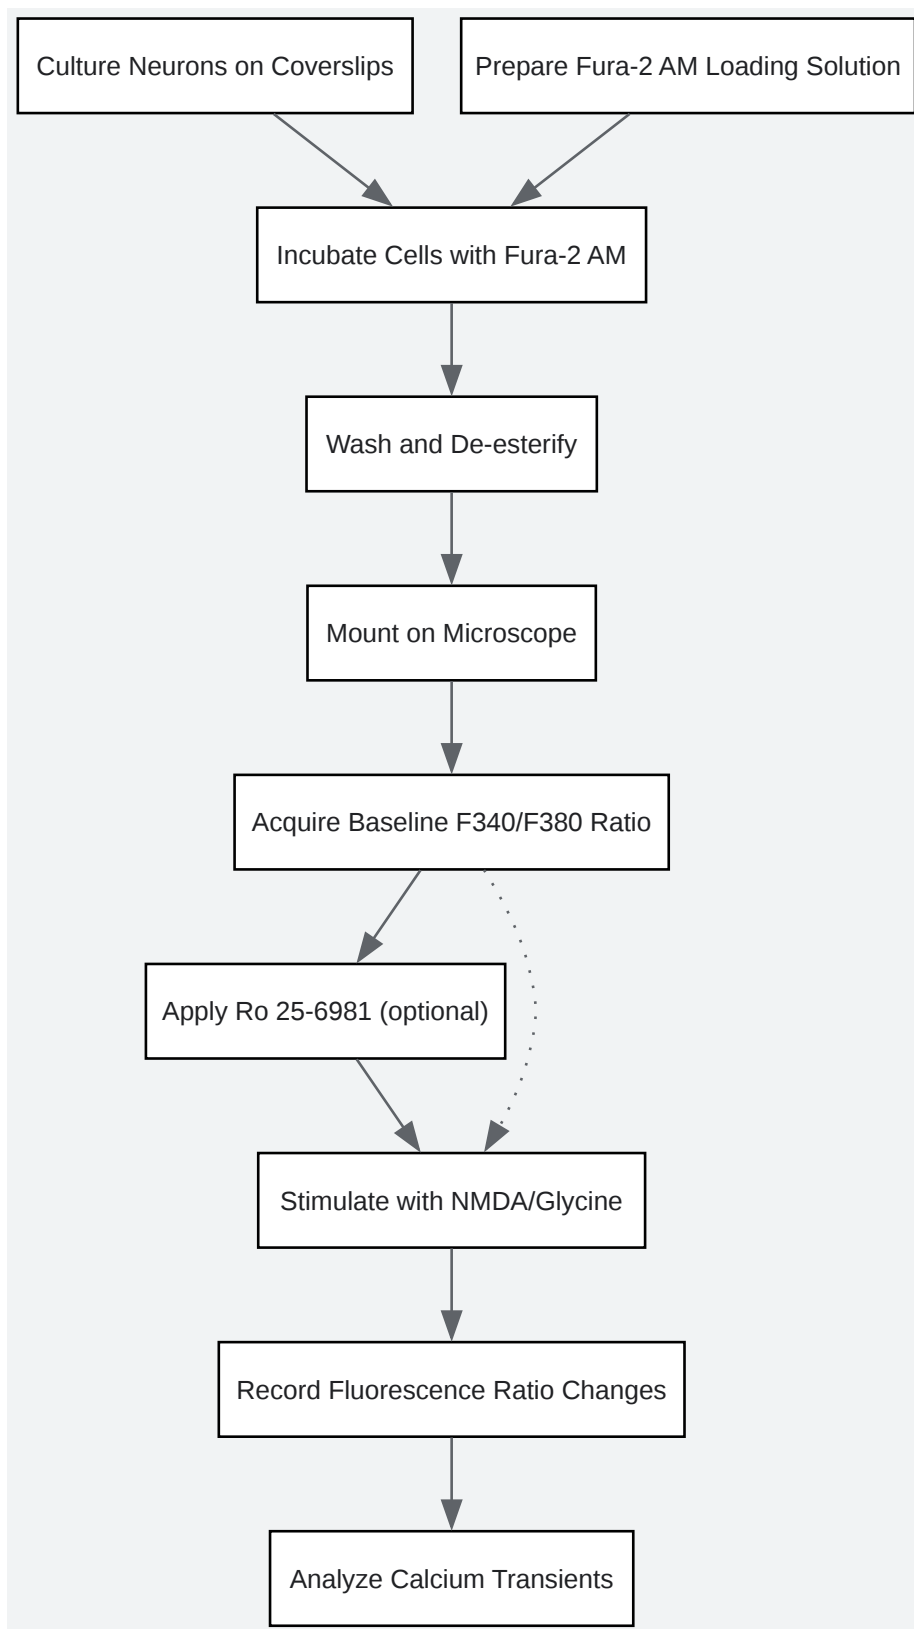 Culture Neurons on Coverslips
Prepare Fura-2 AM Loading Solution
Incubate Cells with Fura-2 AM
Wash and De-esterify
Mount on Microscope
Acquire Baseline F340/F380 Ratio
Apply Ro 25-6981 (optional)
Stimulate with NMDA/Glycine
Record Fluorescence Ratio Changes
Analyze Calcium Transients